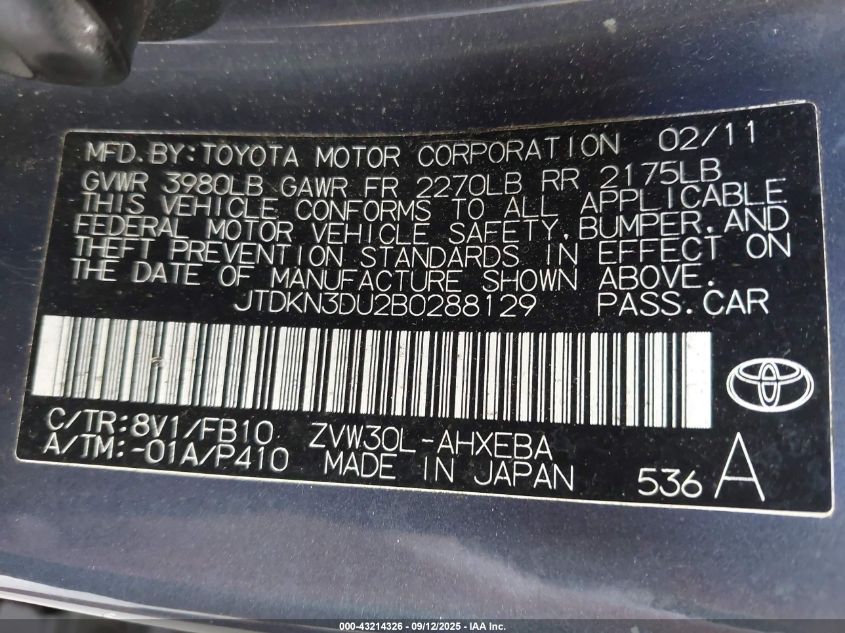 MFD.BY:TOYOTA MOTOR CORPORATION 02/11
GVWR 3980LB GAWR FR 2270LB RR 2175LB
THIS VEHICLE CONFORMS TO ALL APPLICABLE
FEDERAL MOTOR VEHICLE SAFETY,BUMPER,AND
THEFT PREVENTION STANDARDS IN EFFECT ON
THE DATE OF MANUFACTURE SHOWN ABOVE.
JTDKN3DU2B0288129 PASS.CAR
C/TR:8V1/FB10 ZVW30L-AHXEBA
A/TM:-01A/P410 MADE IN JAPAN 536 A
000-43214326 - 09/12/2025 - IAA Inc.